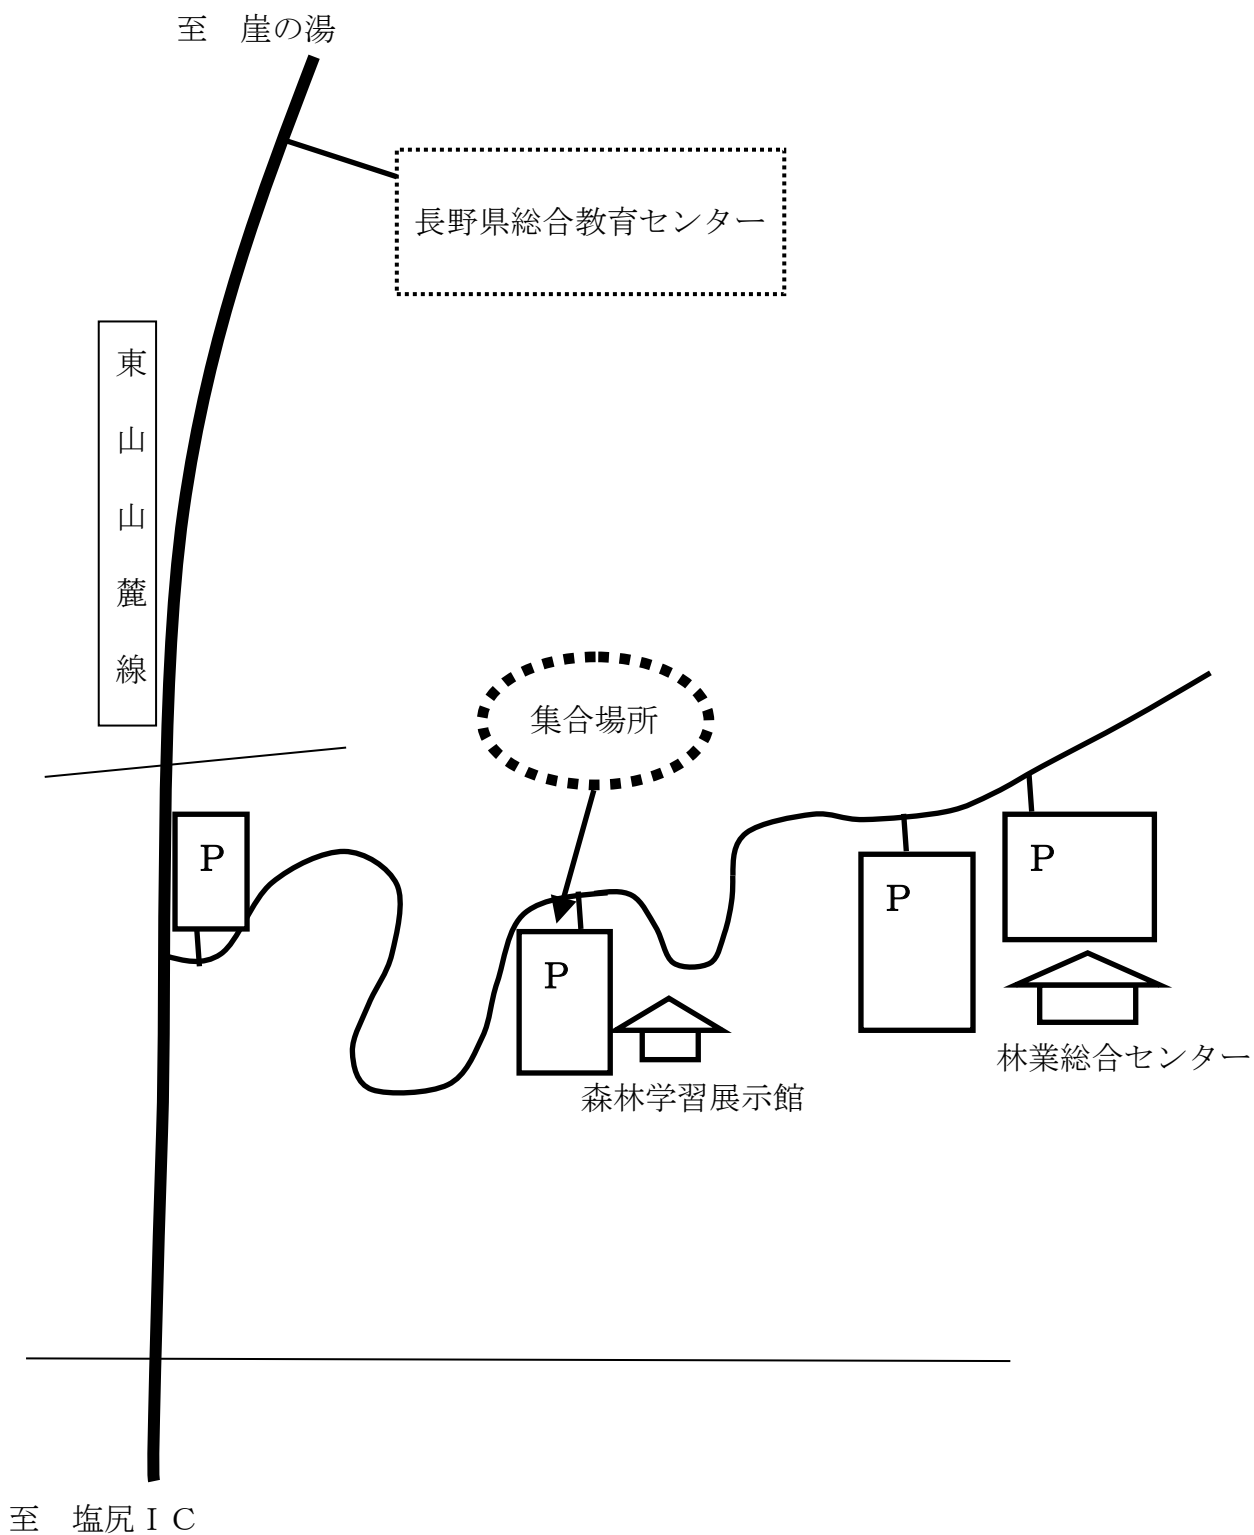 至　崖の湯
長野県総合教育センター
東山山麓線
集合場所
P
P
P
P
林業総合センター
森林学習展示館
至　塩尻ＩＣ